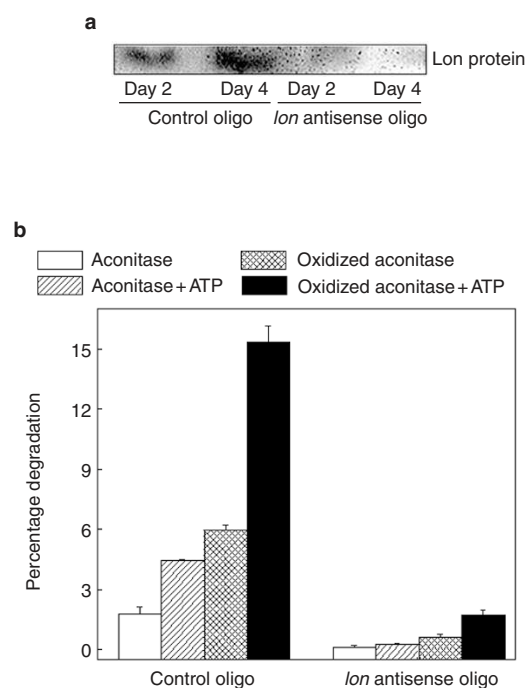 a
Lon protein
Day 2 Day 4 Day 2 Day 4
Control oligo lon antisense oligo
b
Aconitase Oxidized aconitase
Aconitase+ATP Oxidized aconitase+ATP
15
12
9
6
3
0
Percentage degradation
Control oligo lon antisense oligo